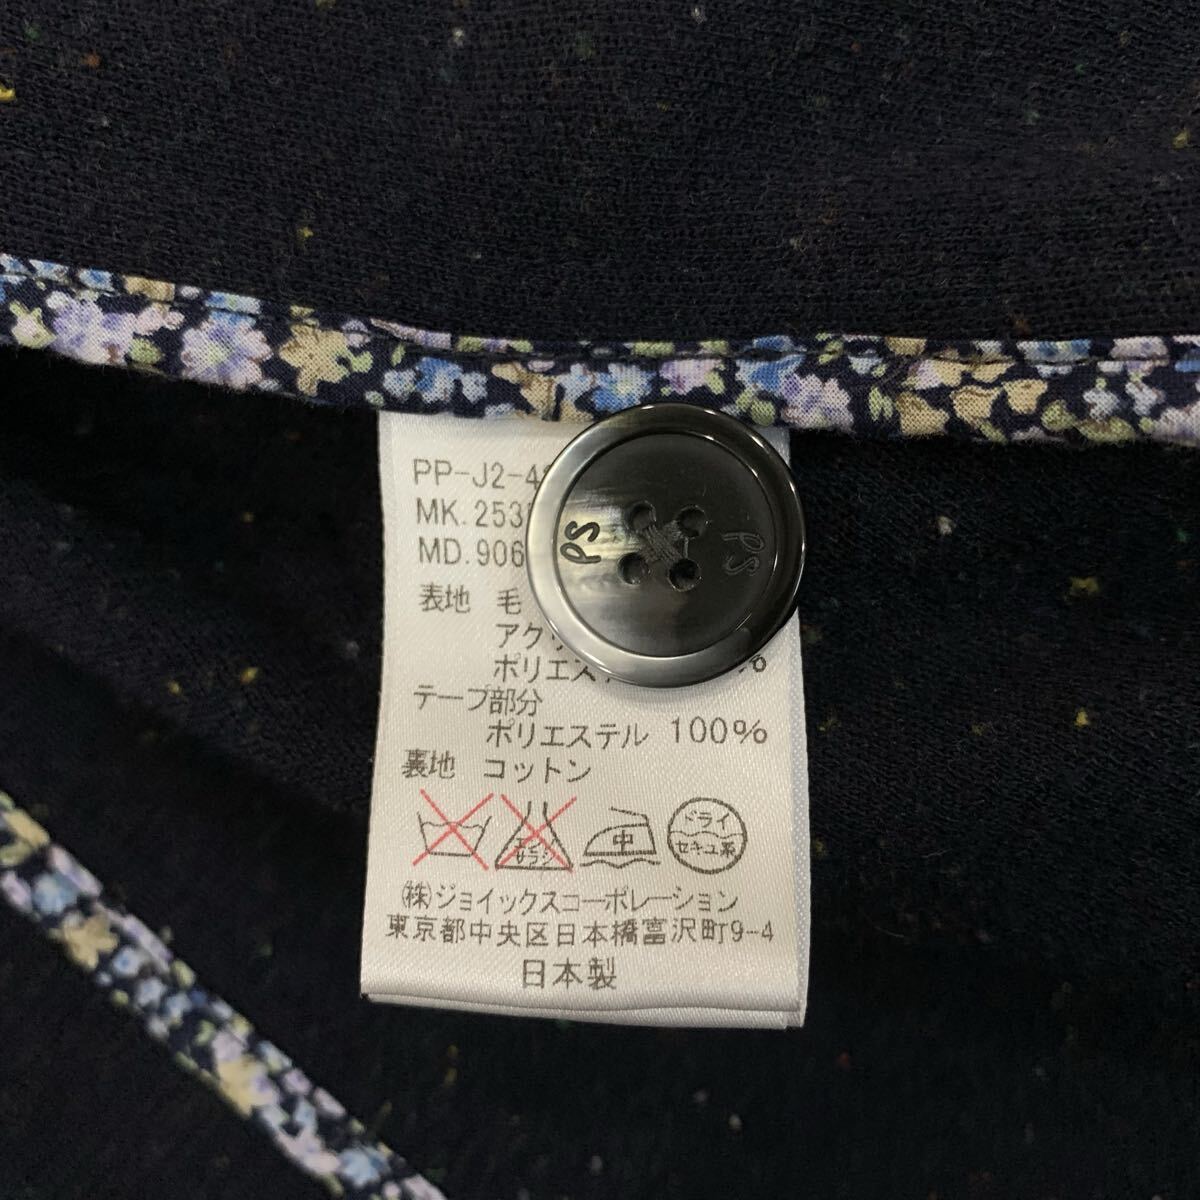 PP-J2-4
MK.253
MD.906
表地 毛
アク
ポリエス %
テープ部分
ポリエステル 100%
裏地 コットン
中
ドライ
セキユ系
サラシ
㈱ジョイックスコーポレーション
東京都中央区日本橋富沢町9-4
日本製
PS
PS